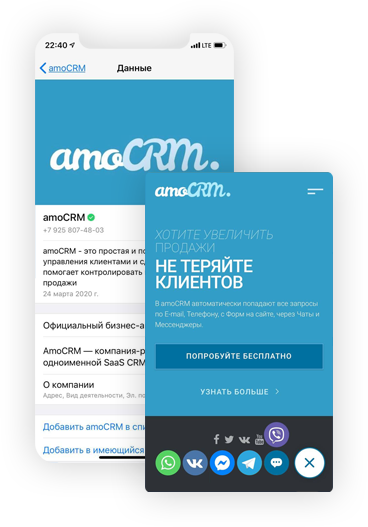 22:40
LTE
amoCRM
Данные
amoCRM.
amoCRM
+7 925 807-48-03
amoCRM - это простая и по
управления клиентами и сд
помогает контролировать
продажи
24 марта 2020 г.
Официальный бизнес-а
AmoCRM — компания-р
одноименной SaaS CRM
О компании
Адрес, Вид деятельности, Эл. по
Добавить amoCRM в спи
Добавить в имеющийся
amoCRM.
ХОТИТЕ УВЕЛИЧИТЬ
ПРОДАЖИ
НЕ ТЕРЯЙТЕ
КЛИЕНТОВ
В amoCRM автоматически попадают все запросы
по E-mail, Телефону, с Форм на сайте, через Чаты и
Мессенджеры.
ПОПРОБУЙТЕ БЕСПЛАТНО
УЗНАТЬ БОЛЬШЕ
You